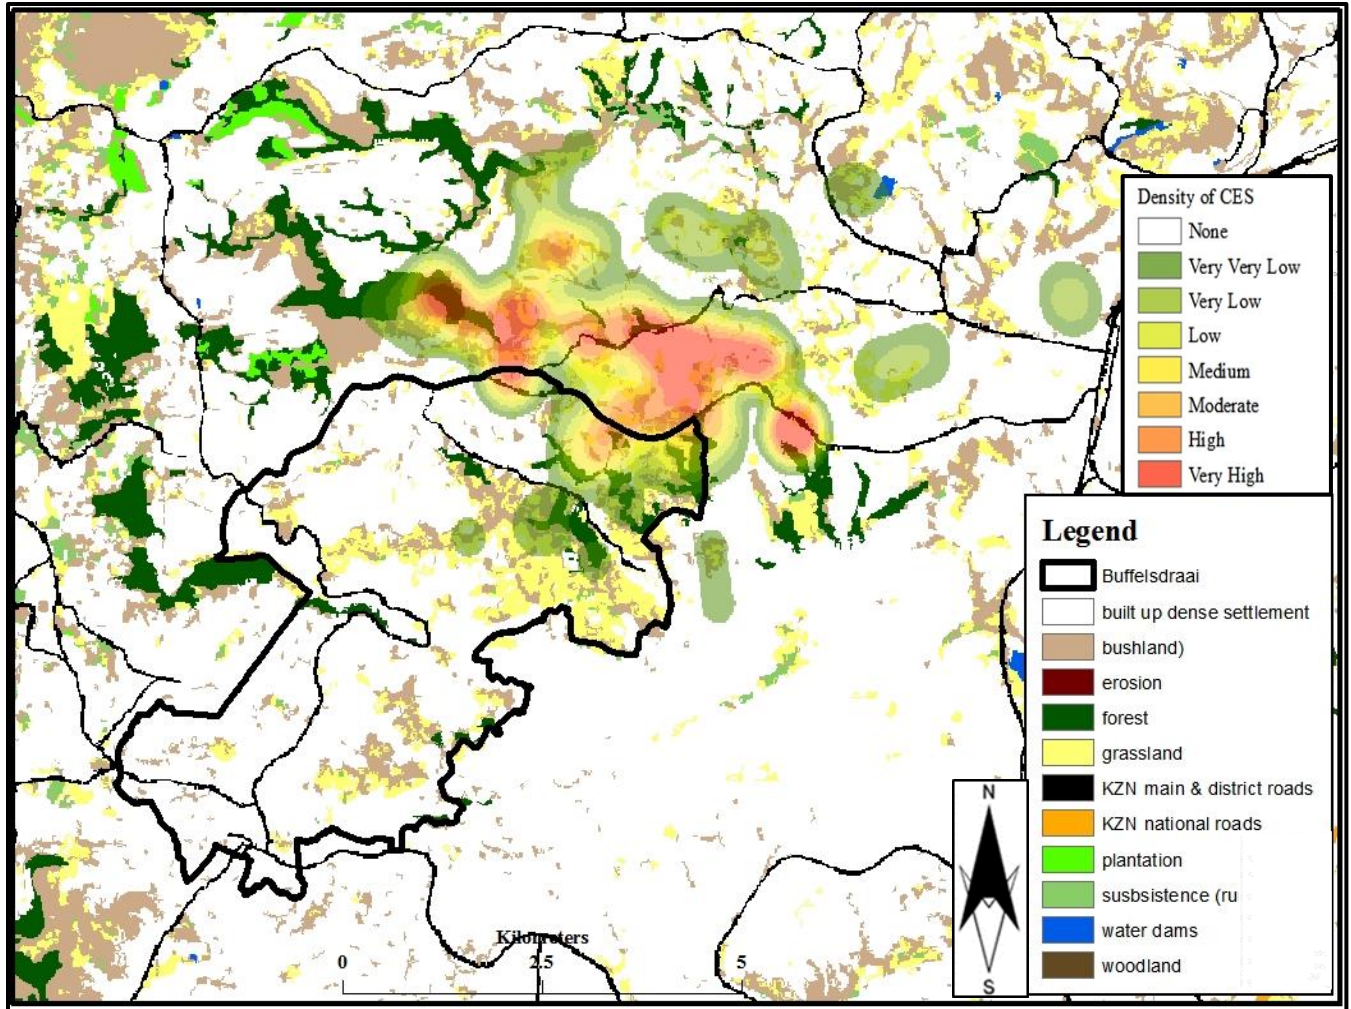 Density of CES
None
Very Very Low
Very Low
Low
Medium
Moderate
High
Very High
Legend
Buffelsdraai
built up dense settlement
bushland)
erosion
forest
grassland
KZN main & district roads
KZN national roads
plantation
susbsistence (ru
water dams
woodland
N
S
Kilometers
0 2.5 5